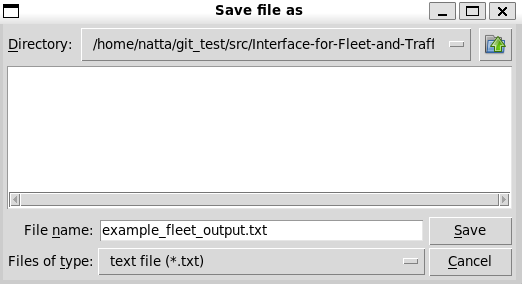 Save file as
Directory: /home/natta/git_test/src/Interface-for-Fleet-and-Traff
File name: example_fleet_output.txt Save
Files of type: text file (*.txt) Cancel